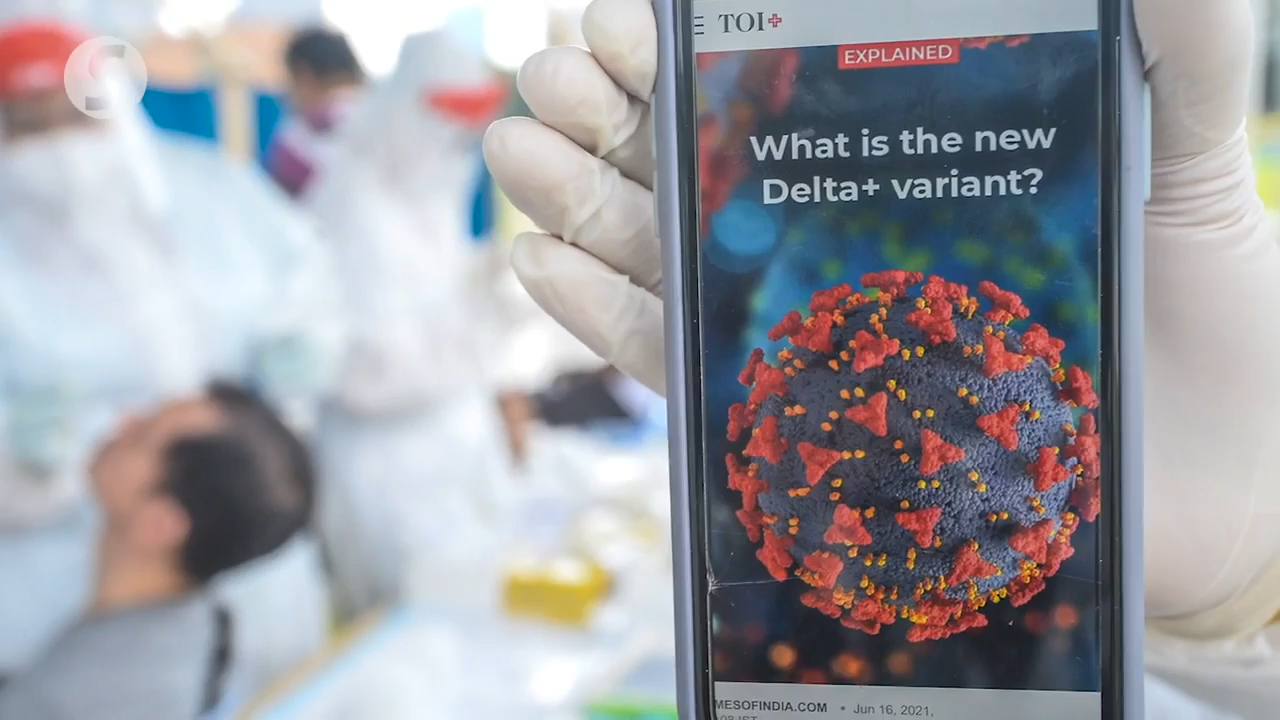 TOI+
EXPLAINED
What is the new
Delta+ variant?
MESOFINDIA.COM • Jun 16, 2021,